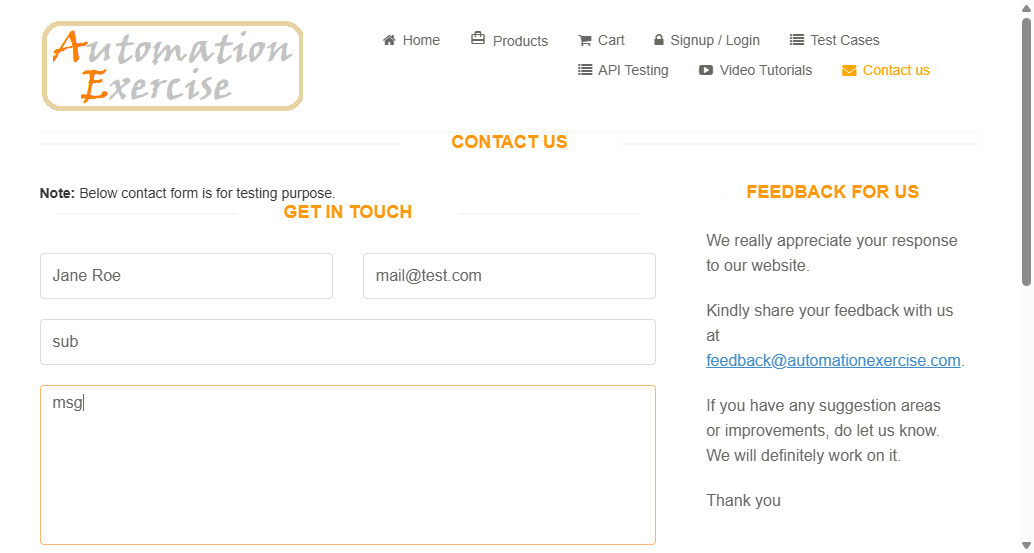 Automation
Exercise
Home
Products
Cart
Signup / Login
Test Cases
API Testing
Video Tutorials
Contact us
CONTACT US
Note: Below contact form is for testing purpose.
GET IN TOUCH
Jane Roe
mail@test.com
sub
msg
FEEDBACK FOR US
We really appreciate your response
to our website.
Kindly share your feedback with us
at
feedback@automationexercise.com.
If you have any suggestion areas
or improvements, do let us know.
We will definitely work on it.
Thank you